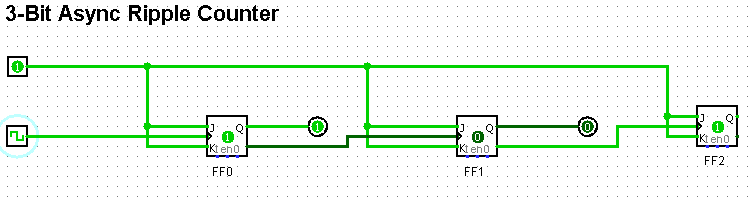 3-Bit Async Ripple Counter
1
J Q
1
K en 0
FF0
1
J Q
0
K en 0
FF1
0
J Q
1
K en 0
FF2